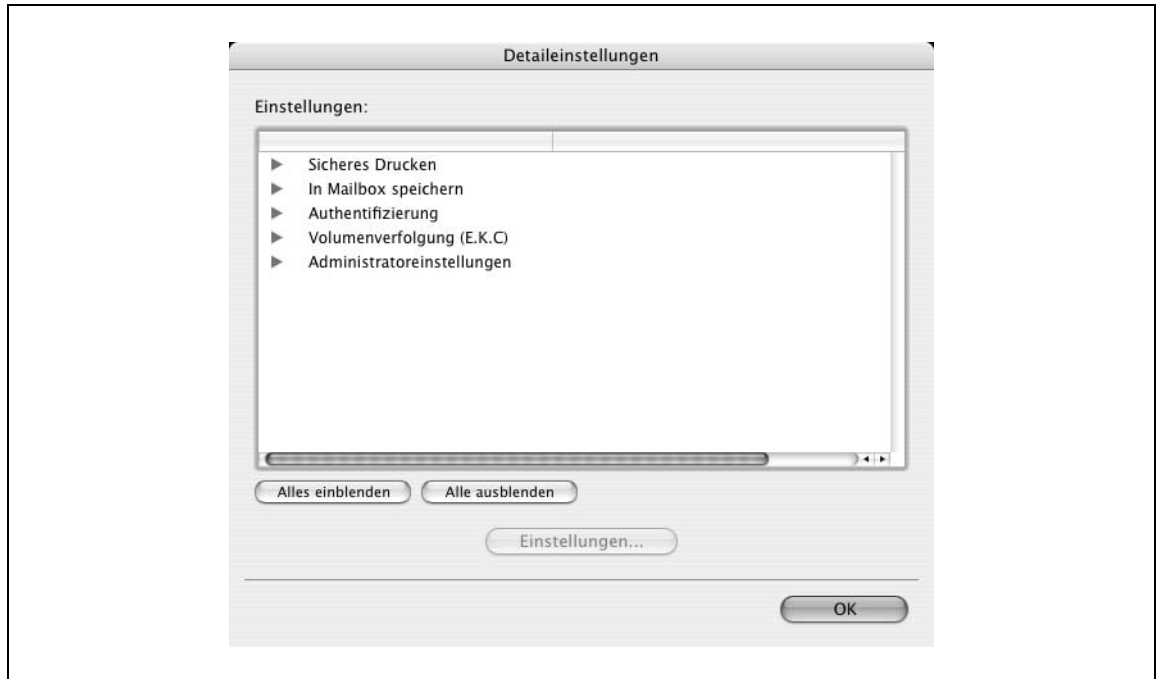 Detaileinstellungen
Einstellungen:
Sicheres Drucken
In Mailbox speichern
Authentifizierung
Volumenverfolgung (E.K.C)
Administratoreinstellungen
Alles einblenden Alle ausblenden
Einstellungen...
OK